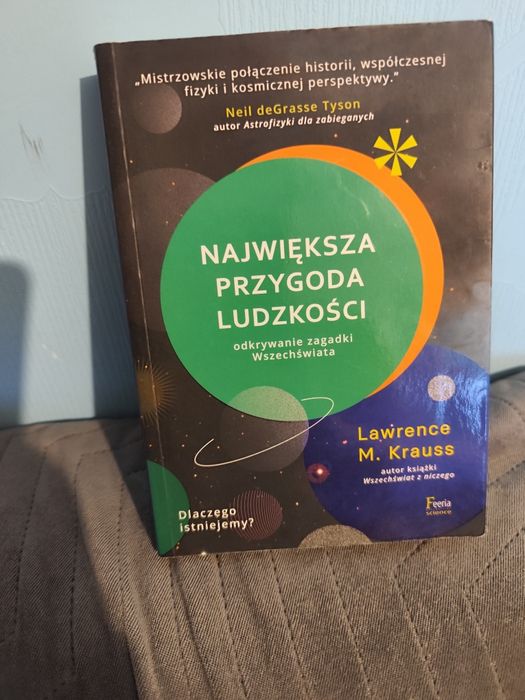 „Mistrzowskie połączenie historii, współczesnej
fizyki i kosmicznej perspektywy.”
Neil deGrasse Tyson
autor Astrofizyki dla zabieganych
NAJWIĘKSZA
PRZYGODA
LUDZKOŚCI
odkrywanie zagadki
Wszechświata
Lawrence
M. Krauss
autor książki
Wszechświat z niczego
Dlaczego
istniejemy?
Feeria
science